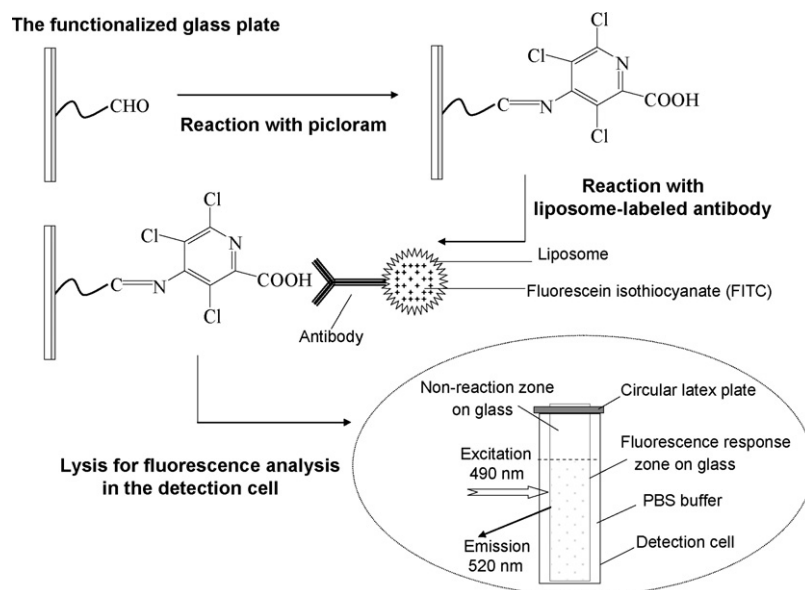 The functionalized glass plate
CHO
Reaction with picloram
Cl
N
Cl
C
N
COOH
Cl
Reaction with
liposome-labeled antibody
Cl
N
Cl
C
N
COOH
Cl
Liposome
Fluorescein isothiocyanate (FITC)
Antibody
Lysis for fluorescence analysis
in the detection cell
Non-reaction zone
on glass
Circular latex plate
Excitation
490 nm
Fluorescence response
zone on glass
PBS buffer
Emission
520 nm
Detection cell